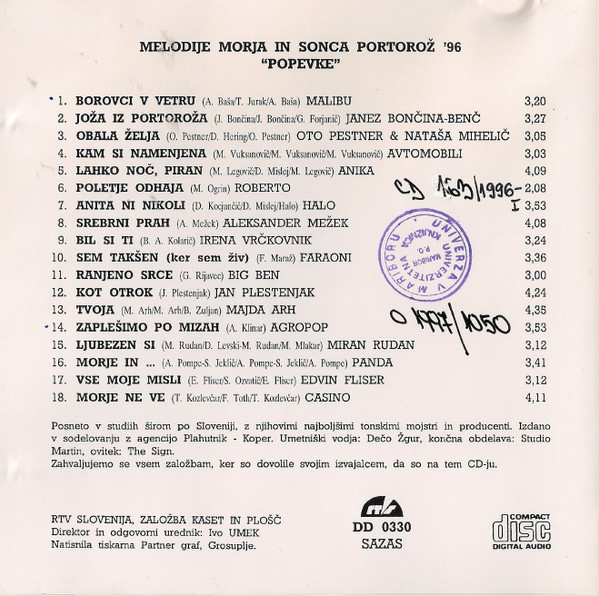 MELODIJE MORJA IN SONCA PORTOROŽ '96
"POPEVKE"
1. BOROVCI V VETRU (A. Baša/T. Jurak/A. Baša) MALIBU 3,20
2. JOŽA IZ PORTOROŽA (J. Bončina/J. Bončina/G. Forjanič) JANEZ BONČINA-BENČ 3,27
3. OBALA ŽELJA (O. Pestner/D. Hering/O. Pestner) OTO PESTNER & NATAŠA MIHELIČ 3,05
4. KAM SI NAMENJENA (M. Vuksanovič/M. Vuksanovič/M. Vuksanovič) AVTOMOBILI 4,03
5. LAHKO NOČ, PIRAN (M. Legovič/D. Mislej/M. Legovič) ANIKA 4,09
6. POLETJE ODHAJA (M. Ogrin) ROBERTO 2,08
7. ANITA NI NIKOLI (D. Kocjančič/D. Mislej/Halo) HALO 3,53
8. SREBRNI PRAH (A. Mežek) ALEKSANDER MEŽEK 4,08
9. BIL SI TI (B. A. Kolarič) IRENA VRČKOVNIK 3,24
10. SEM TAKŠEN (ker sem živ) (F. Maraž) FARAONI 3,36
11. RANJENO SRCE (G. Rijavec) BIG BEN 3,00
12. KOT OTROK (J. Plestenjak) JAN PLESTENJAK 4,24
13. TVOJA (M. Arh/M. Arh/B. Zuljan) MAJDA ARH 4,35
14. ZAPLEŠIMO PO MIZAH (A. Klinar) AGROPOP 3,53
15. LJUBEZEN SI (M. Rudan/D. Levski-M. Rudan/M. Mlakar) MIRAN RUDAN 3,12
16. MORJE IN ... (A. Pompe-S. Jeklič/A. Pompe-S. Jeklič/A. Pompe) PANDA 3,41
17. VSE MOJE MISLI (E. Fliser/S. Ozvatič/E. Fliser) EDVIN FLISER 3,12
18. MORJE NE VE (T. Kozlevčar/F. Toth/T. Kozlevčar) CASINO 4,11
CD 163/1996-
I
UNIVERZA V MARIBORU
UNIVERZITETNA KNJIŽNICA
MARIBOR P.O.
O 1997/1050
Posneto v studiih širom po Sloveniji, z njihovimi najboljšimi tonskimi mojstri in producenti. Izdano
v sodelovanju z agencijo Plahutnik - Koper. Umetniški vodja: Dečo Žgur, končna obdelava: Studio
Martin, ovitek: The Sign.
Zahvaljujemo se vsem založbam, ker so dovolile svojim izvajalcem, da so na tem CD-ju.
RTV SLOVENIJA, ZALOŽBA KASET IN PLOŠČ
Direktor in odgovorni urednik: Ivo UMEK
Natisnila tiskarna Partner graf, Grosuplje.
DD 0330
SAZAS
COMPACT
disc
DIGITAL AUDIO